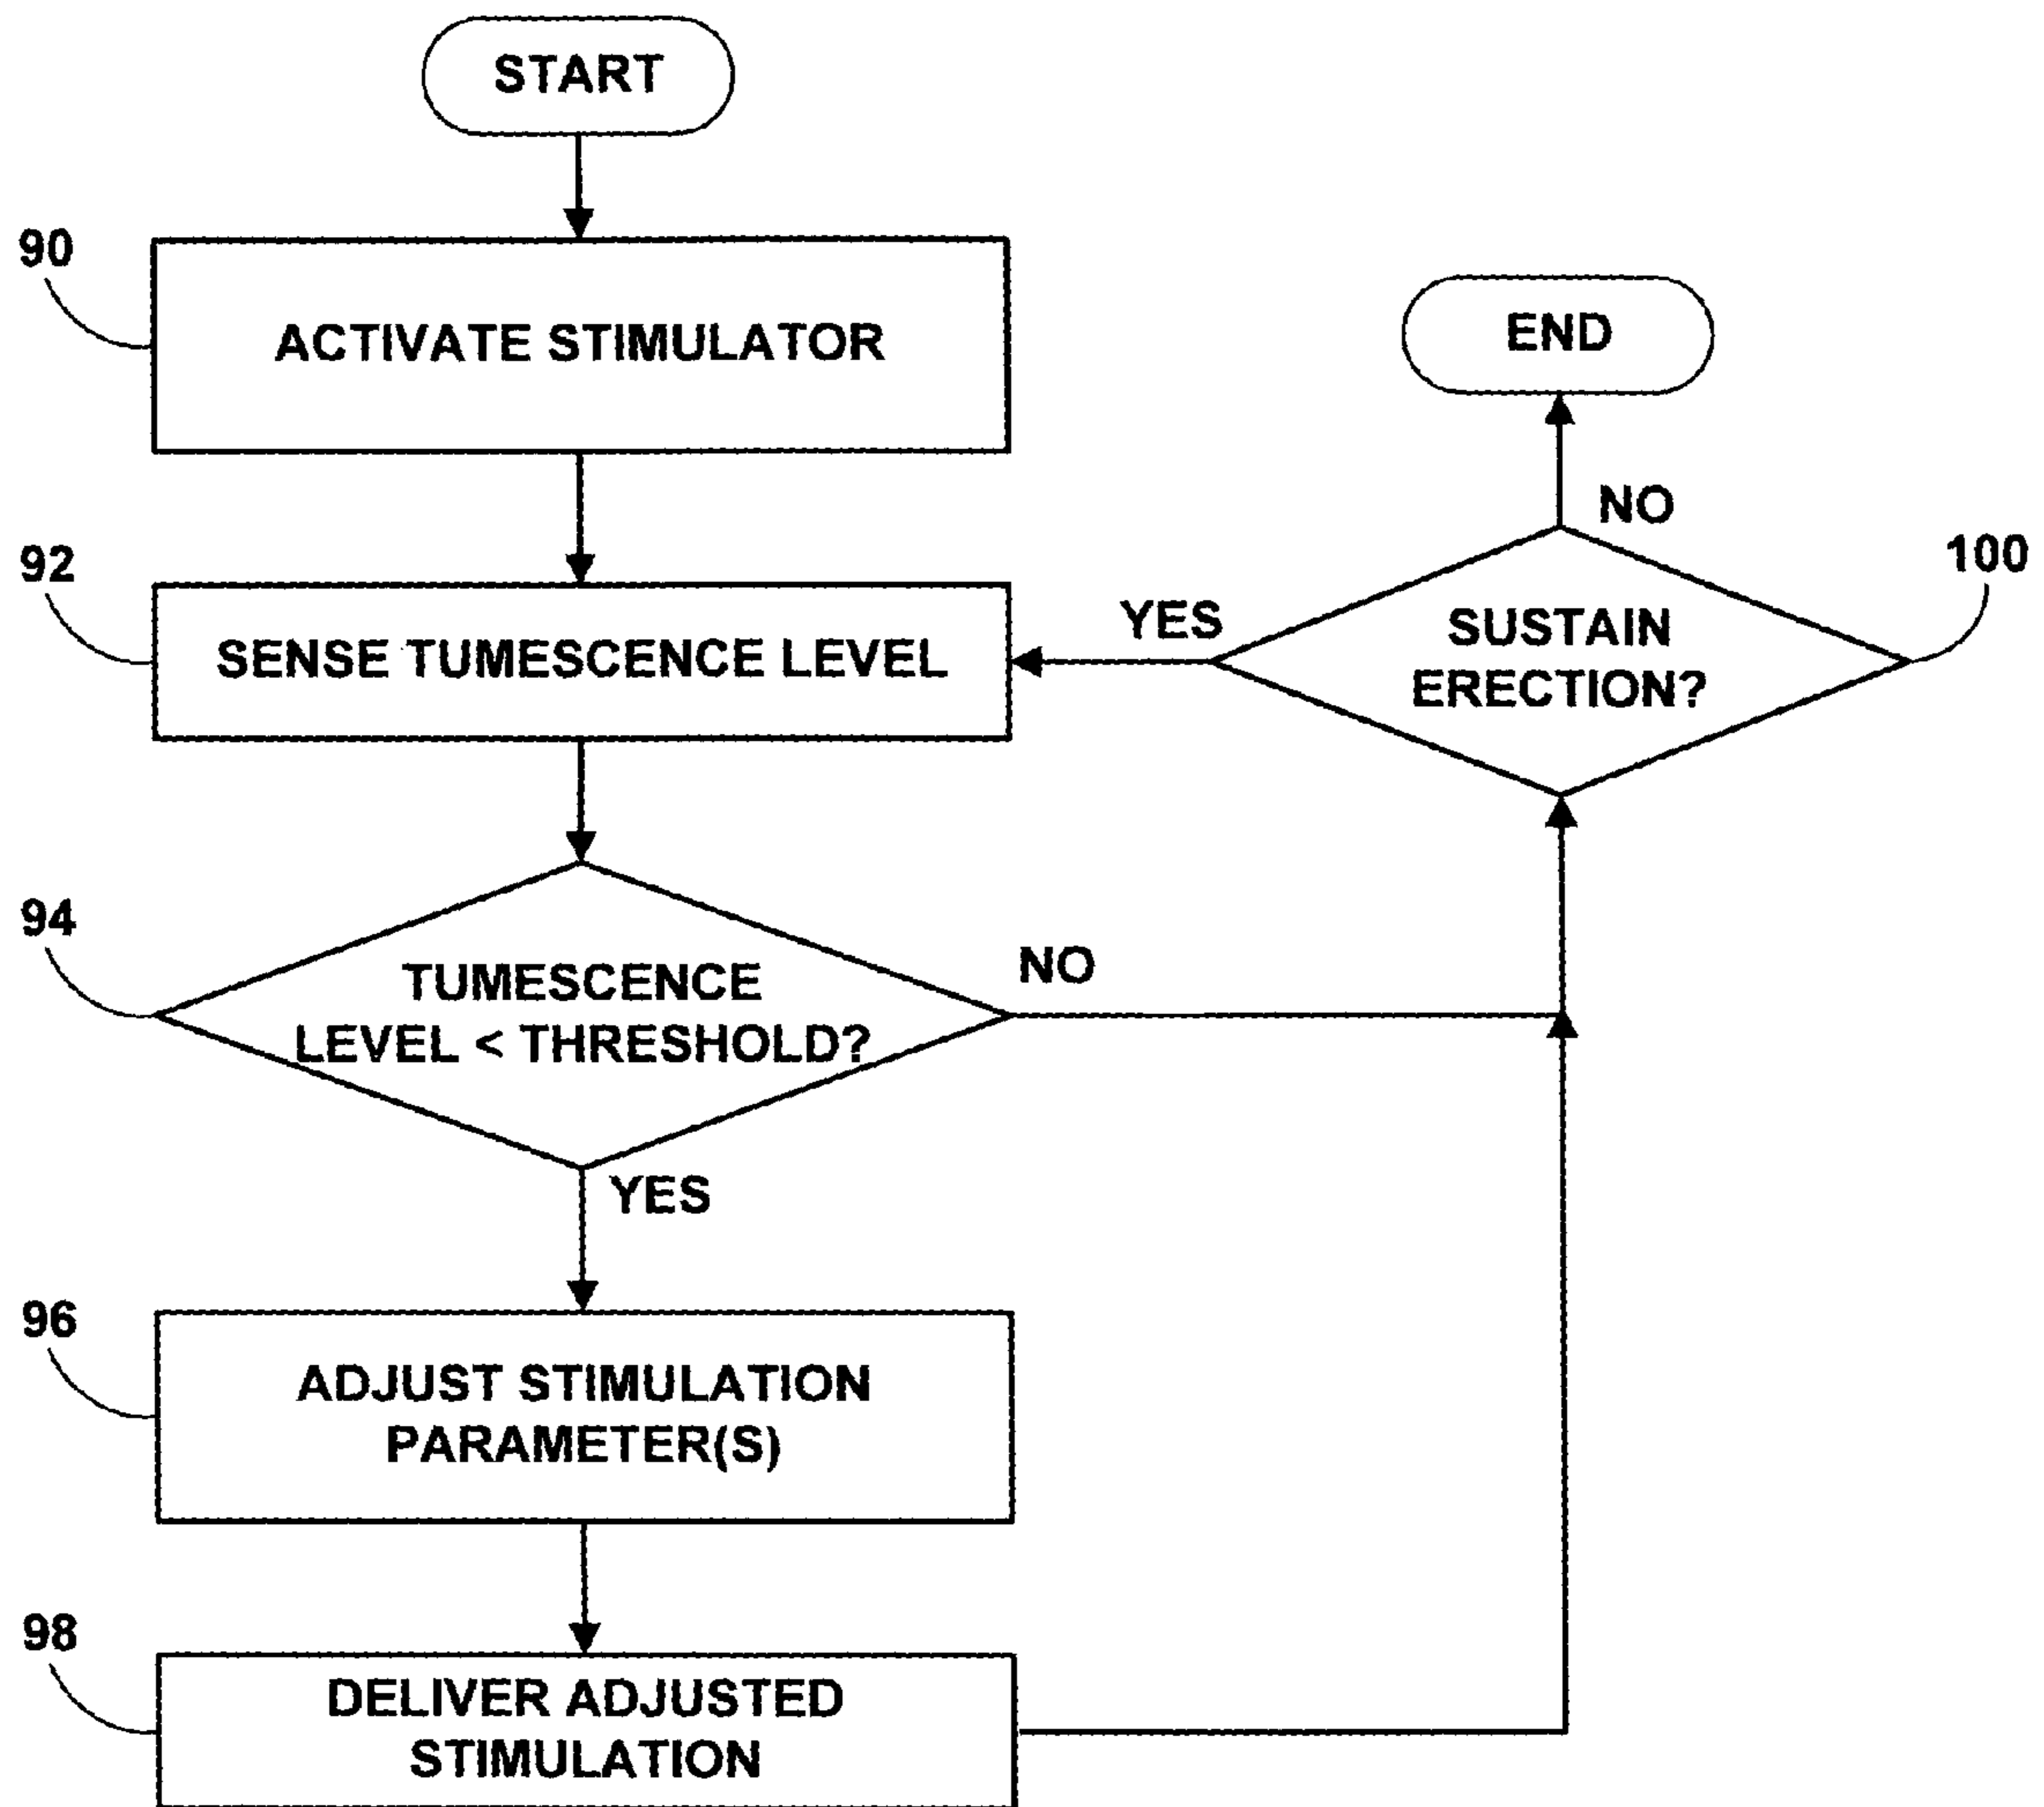 START
90
ACTIVATE STIMULATOR
END
NO
92
100
SENSE TUMESCENCE LEVEL
YES
SUSTAIN
ERECTION?
94
TUMESCENCE
LEVEL < THRESHOLD?
NO
YES
96
ADJUST STIMULATION
PARAMETER(S)
98
DELIVER ADJUSTED
STIMULATION